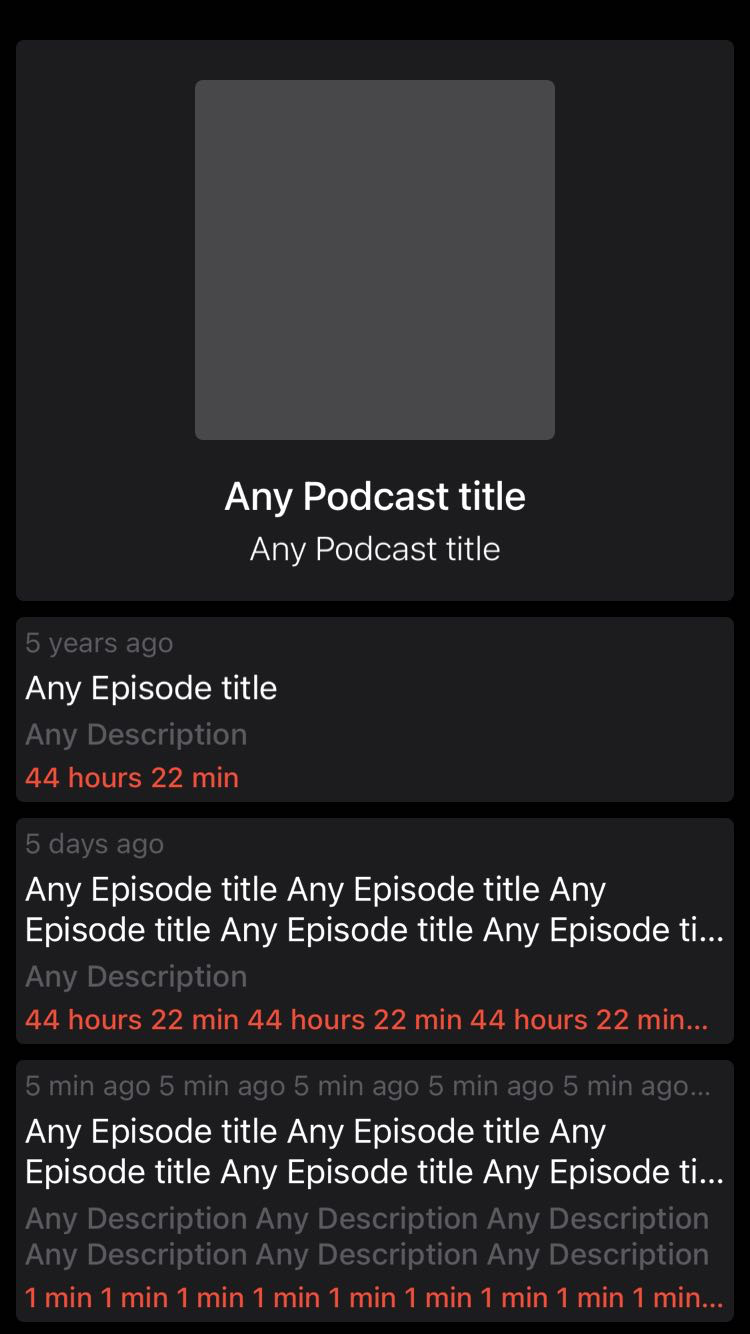 Any Podcast title
Any Podcast title
5 years ago
Any Episode title
Any Description
44 hours 22 min
5 days ago
Any Episode title Any Episode title Any
Episode title Any Episode title Any Episode ti...
Any Description
44 hours 22 min 44 hours 22 min 44 hours 22 min...
5 min ago 5 min ago 5 min ago 5 min ago 5 min ago...
Any Episode title Any Episode title Any
Episode title Any Episode title Any Episode ti...
Any Description Any Description Any Description
Any Description Any Description Any Description
1 min 1 min 1 min 1 min 1 min 1 min 1 min 1 min 1 min...